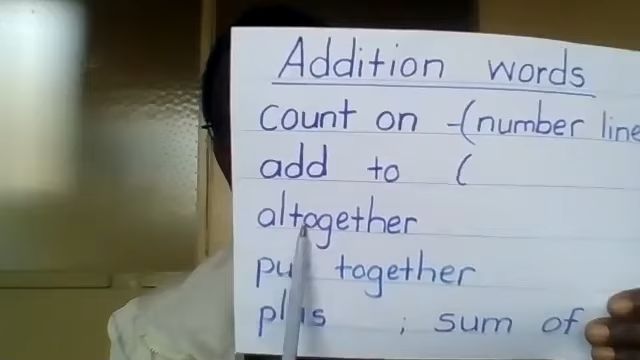 Addition words
count on -(number line
add to (
altogether
put together
plus ; sum of